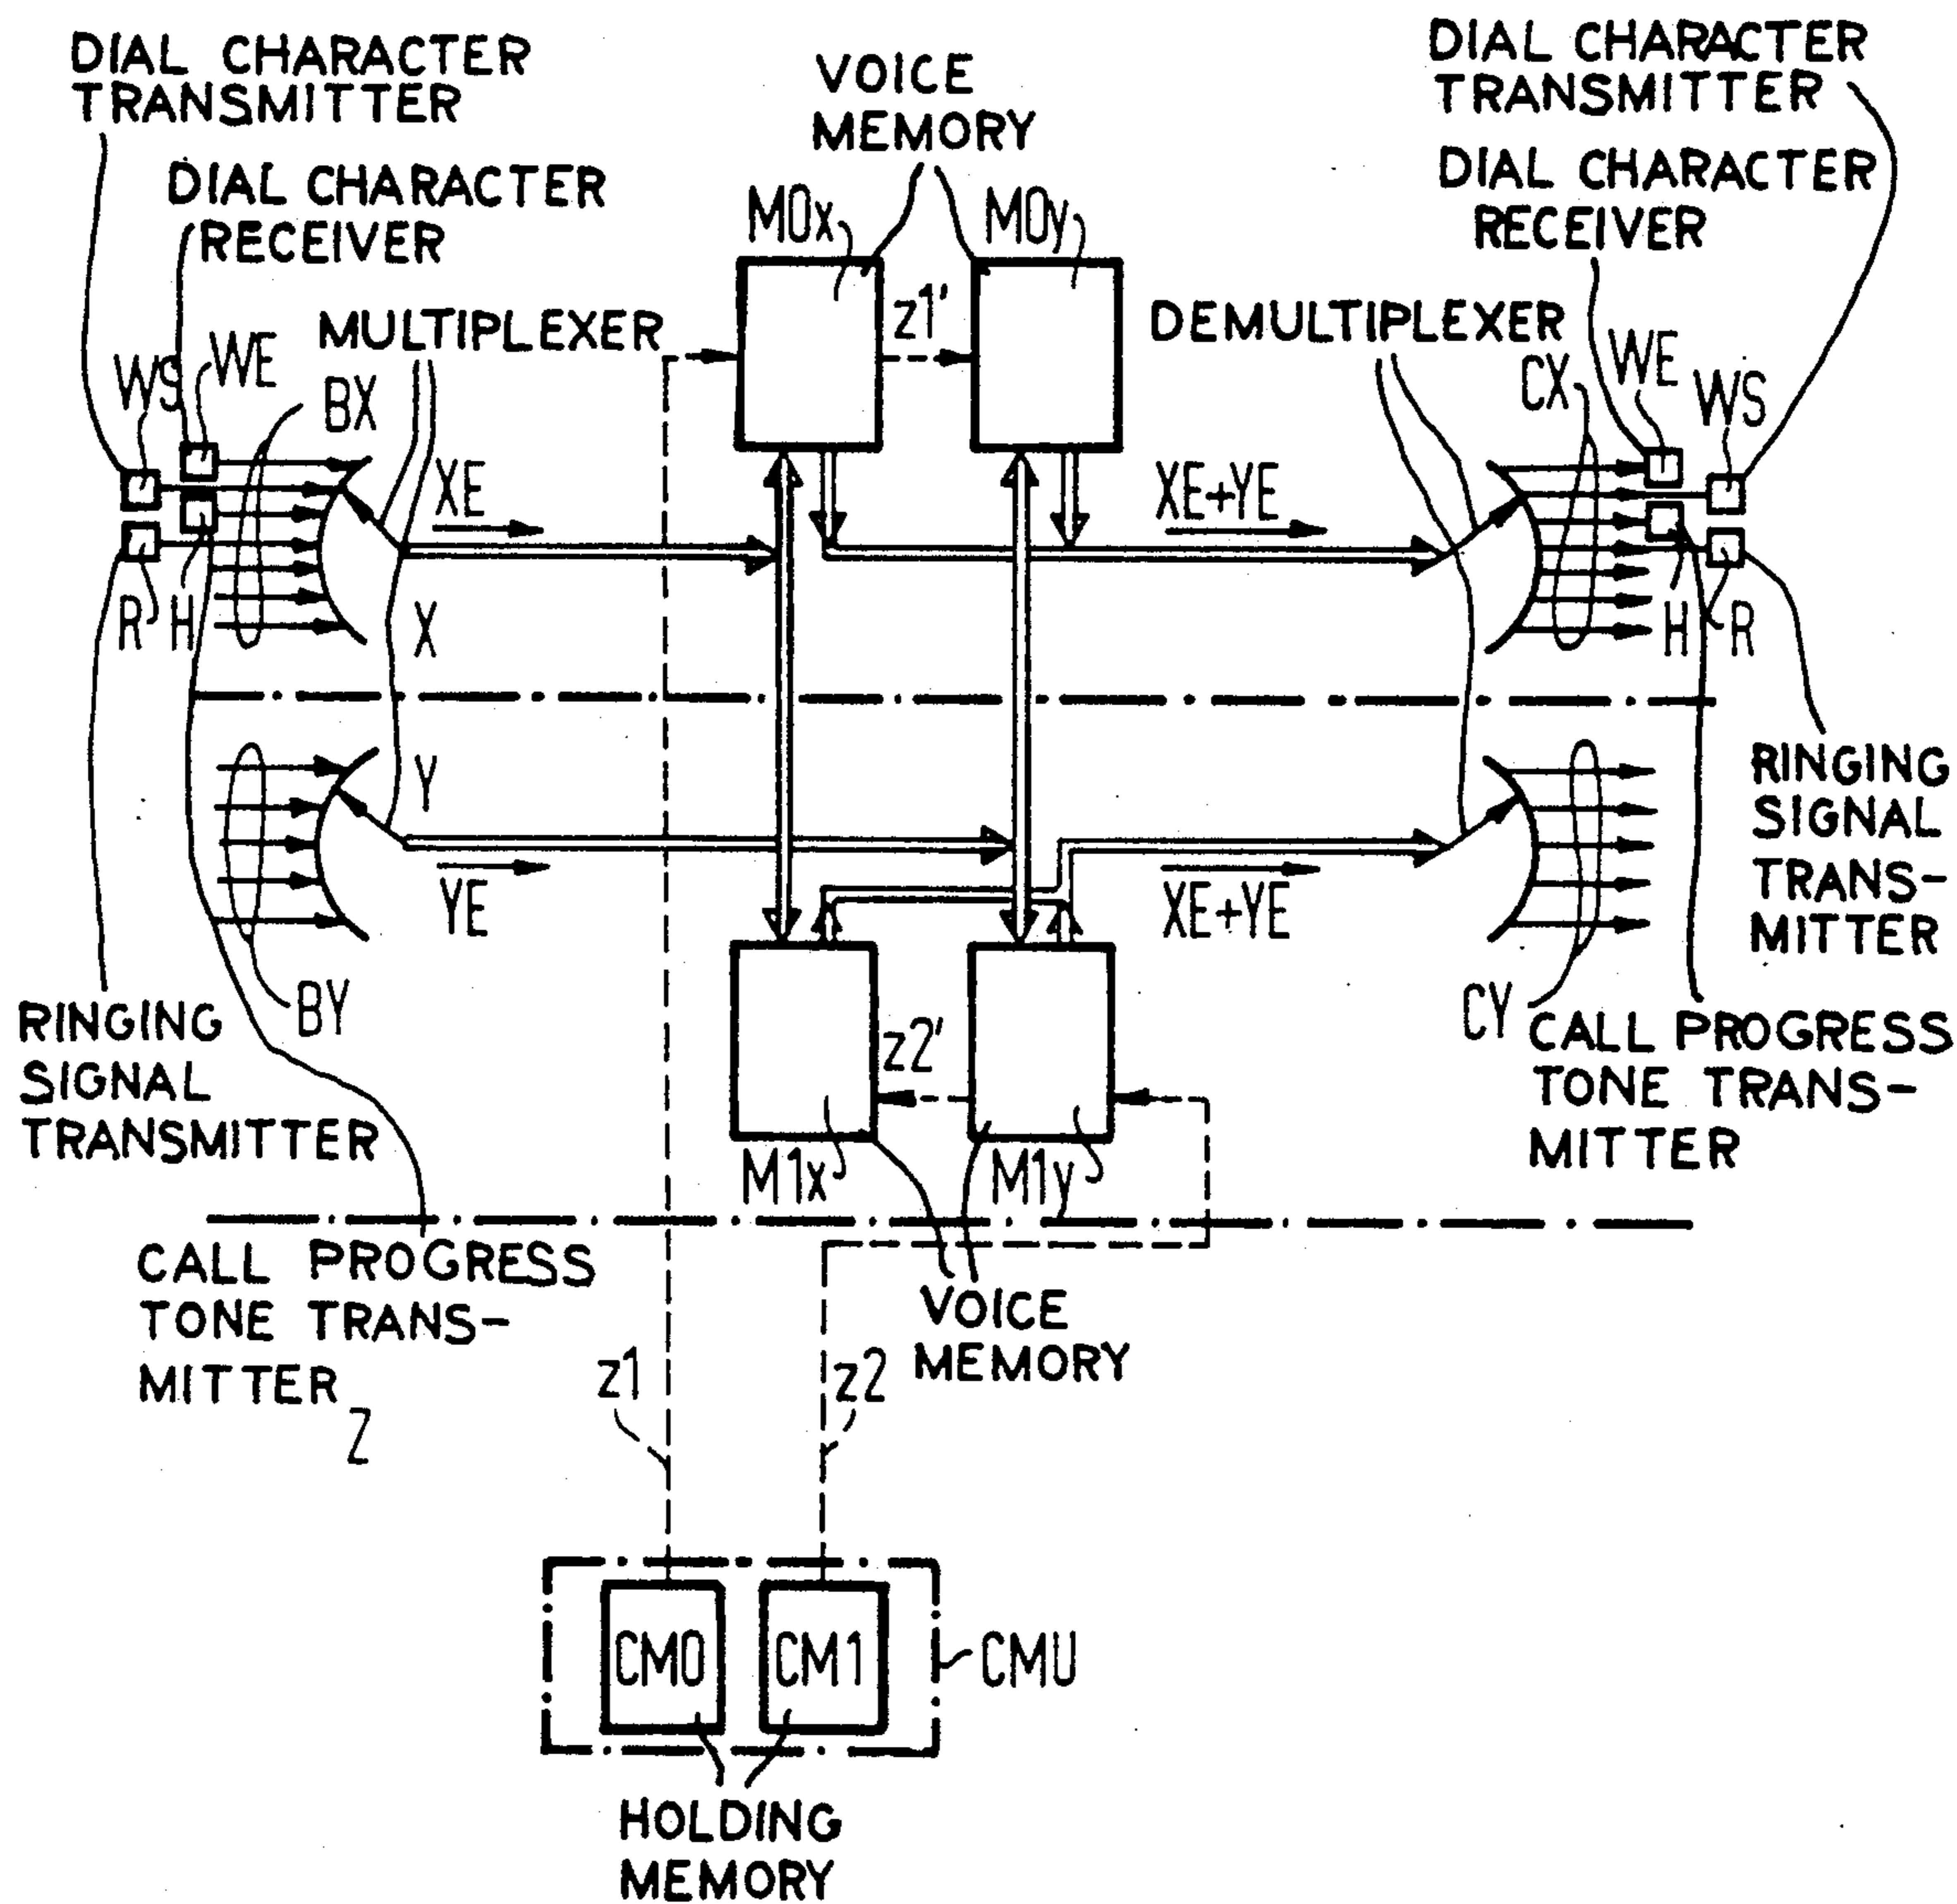 DIAL CHARACTER
TRANSMITTER
DIAL CHARACTER
RECEIVER
VOICE
MEMORY
DIAL CHARACTER
TRANSMITTER
DIAL CHARACTER
RECEIVER
M0x
M0y
MULTIPLEXER
z1'
DEMULTIPLEXER
WS
WE
BX
CX
WE
WS
XE
XE+YE
R
H
X
H
R
Y
YE
XE+YE
RINGING
SIGNAL
TRANS-
MITTER
BY
CY
RINGING
SIGNAL
TRANSMITTER
z2'
CALL PROGRESS
TONE TRANS-
MITTER
M1x
M1y
CALL PROGRESS
TONE TRANS-
MITTER
VOICE
MEMORY
z1
z2
Z
CM0
CM1
CMU
HOLDING
MEMORY